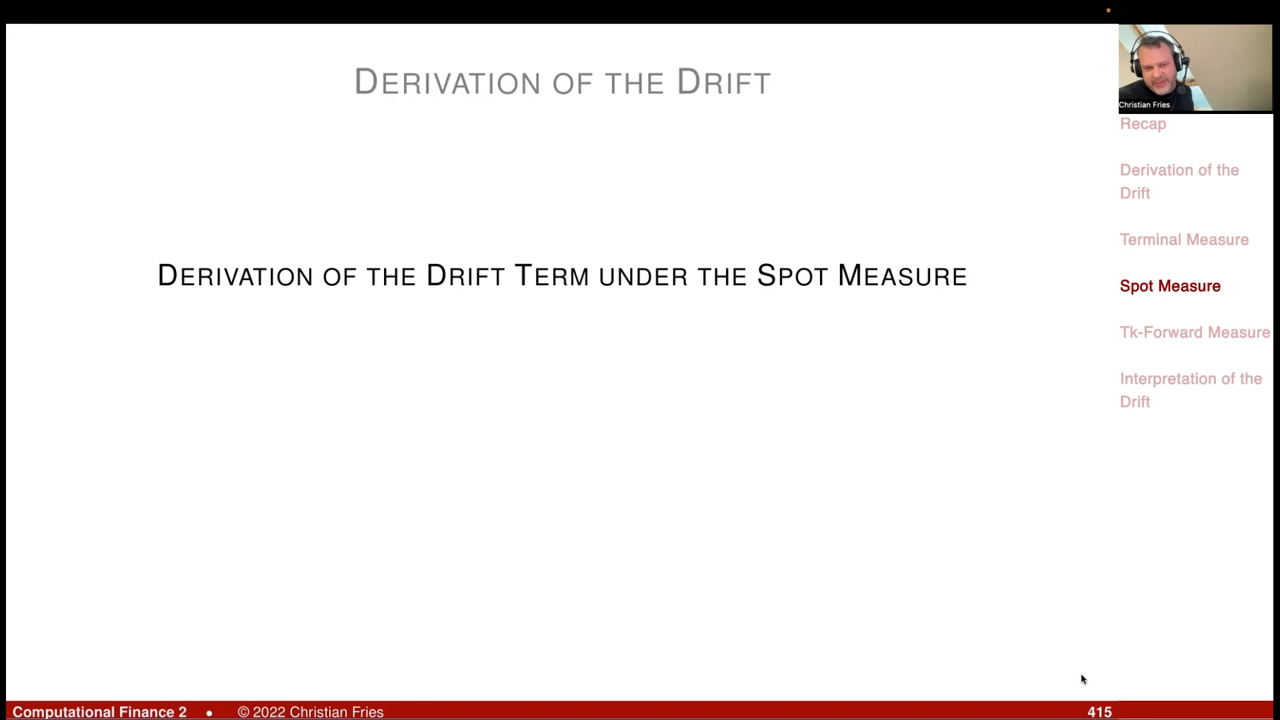 DERIVATION OF THE DRIFT
Christian Fries
Recap
Derivation of the
Drift
Terminal Measure
DERIVATION OF THE DRIFT TERM UNDER THE SPOT MEASURE
Spot Measure
Tk-Forward Measure
Interpretation of the
Drift
Computational Finance 2 • © 2022 Christian Fries 415